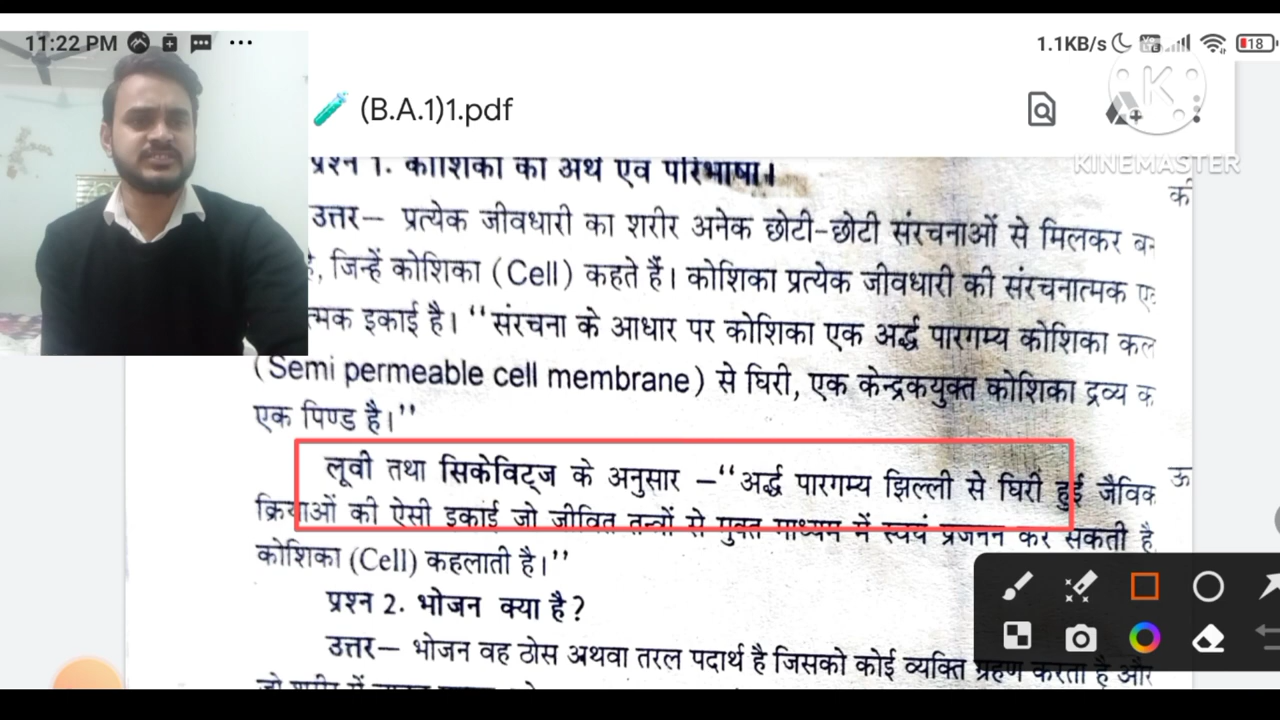 11:22 PM
1.1KB/s
18
(B.A.1)1.pdf
KINEMASTER
प्रश्न 1. कोशिका का अर्थ एवं परिभाषा।
उत्तर— प्रत्येक जीवधारी का शरीर अनेक छोटी-छोटी संरचनाओं से मिलकर
जिन्हें कोशिका (Cell) कहते हैं। कोशिका प्रत्येक जीवधारी की संरचनात्मक
इकाई है। "संरचना के आधार पर कोशिका एक अर्द्ध पारगम्य कोशिका
(Semi permeable cell membrane) से घिरी, एक केन्द्रकयुक्त कोशिका द्रव्य
एक पिण्ड है।"
लूवी तथा सिकेविट्ज के अनुसार –"अर्द्ध पारगम्य झिल्ली से घिरी हुई जैविक
क्रियाओं की ऐसी इकाई जो जीवित तन्त्रों से मुक्त माध्यम में स्वयं प्रजनन कर सकती है
कोशिका (Cell) कहलाती है।"
प्रश्न 2. भोजन क्या है?
उत्तर— भोजन वह ठोस अथवा तरल पदार्थ है जिसको कोई व्यक्ति ग्रहण करता है और